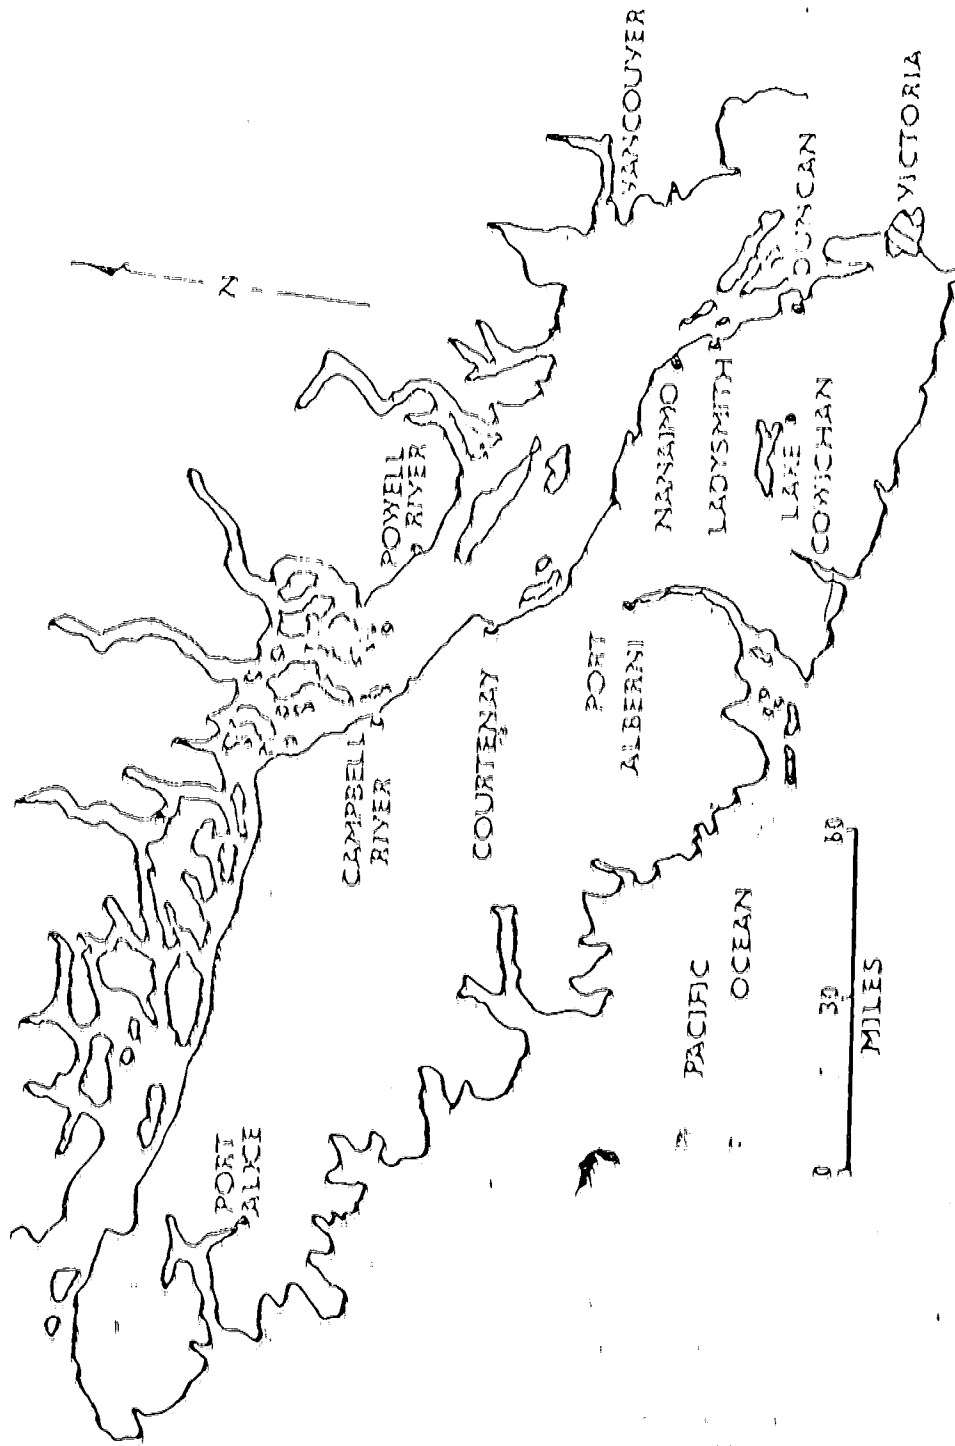 N
VANCOUVER
POWELL
RIVER
CAMPBELL
RIVER
PORT
ALICE
COURTENAY
PORT
ALBERNI
NANAIMO
LADYSMITH
DUNCAN
LAKE
COWICHAN
VICTORIA
PACIFIC
OCEAN
0 30 60
MILES